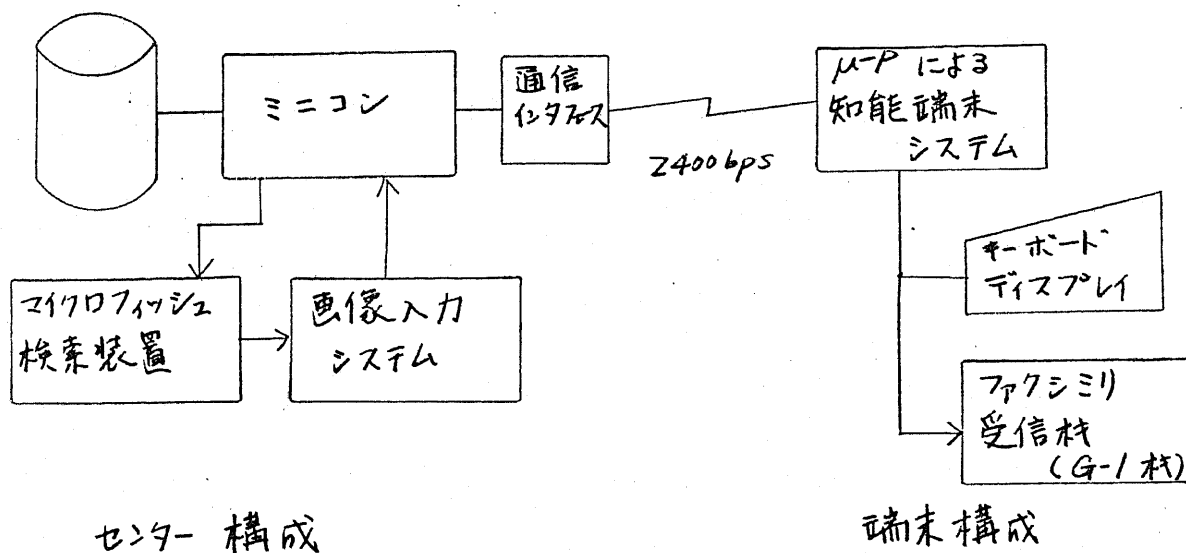 ミニコン
通信
インタフェース
2400bps
μ-P による
知能端末
システム
キーボード
ディスプレイ
マイクロフィッシュ
検索装置
画像入力
システム
ファクシミリ
受信机
(G-1 机)
センター 構成
端末構成